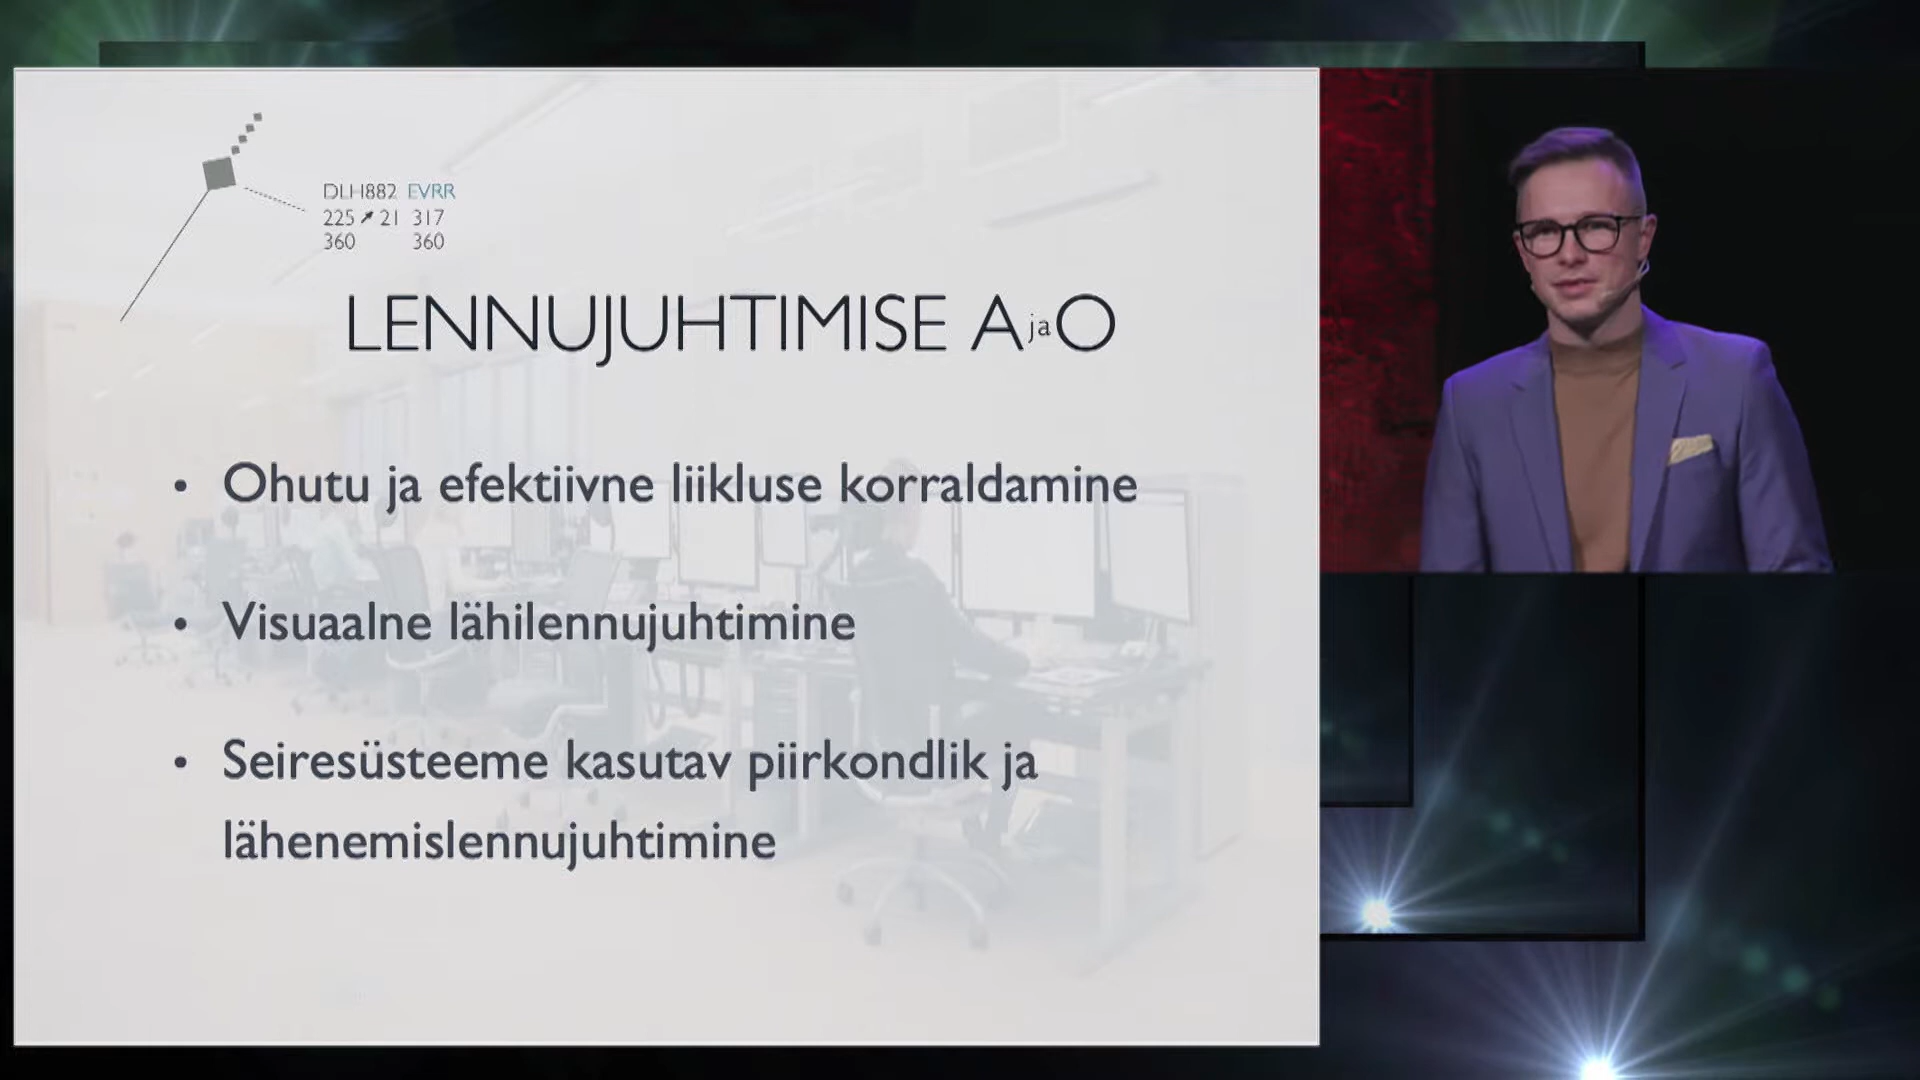 DLH882 EVRR
225 ↗ 21 317
360 360
LENNUJUHTIMISE A ja O
• Ohutu ja efektiivne liikluse korraldamine
• Visuaalne lähilennujuhtimine
• Seiresüsteeme kasutav piirkondlik ja
lähenemislennujuhtimine